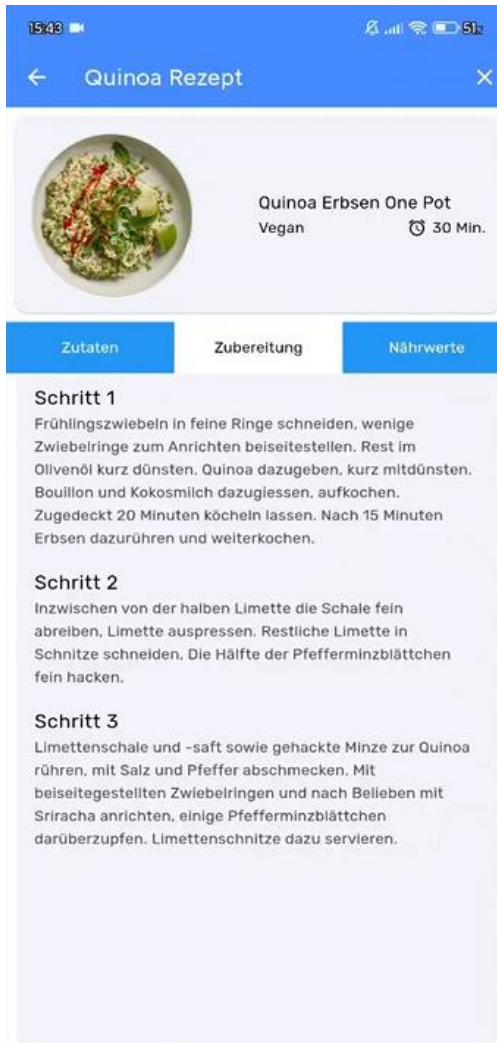 15:43
51%
Quinoa Rezept
Quinoa Erbsen One Pot
Vegan
30 Min.
Zutaten
Zubereitung
Nährwerte
Schritt 1
Frühlingszwiebeln in feine Ringe schneiden, wenige
Zwiebelringe zum Anrichten beiseitestellen. Rest im
Olivenöl kurz dünsten. Quinoa dazugeben, kurz mitdünsten.
Bouillon und Kokosmilch dazugiessen, aufkochen.
Zugedeckt 20 Minuten köcheln lassen. Nach 15 Minuten
Erbsen dazurühren und weiterkochen.
Schritt 2
Inzwischen von der halben Limette die Schale fein
abreiben, Limette auspressen. Restliche Limette in
Schnitze schneiden. Die Hälfte der Pfefferminzblättchen
fein hacken.
Schritt 3
Limettenschale und -saft sowie gehackte Minze zur Quinoa
rühren, mit Salz und Pfeffer abschmecken. Mit
beiseitegestellten Zwiebelringen und nach Belieben mit
Sriracha anrichten, einige Pfefferminzblättchen
darüberzupfen. Limettenschnitze dazu servieren.